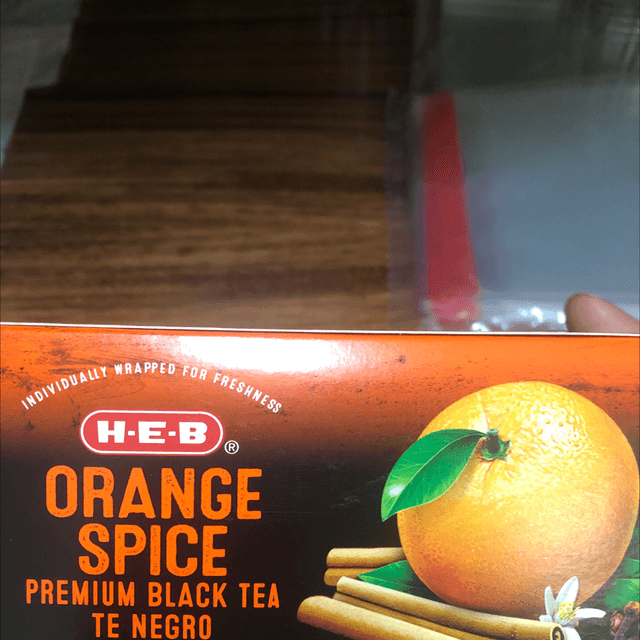 INDIVIDUALLY WRAPPED FOR FRESHNESS
H-E-B®
ORANGE
SPICE
PREMIUM BLACK TEA
TE NEGRO